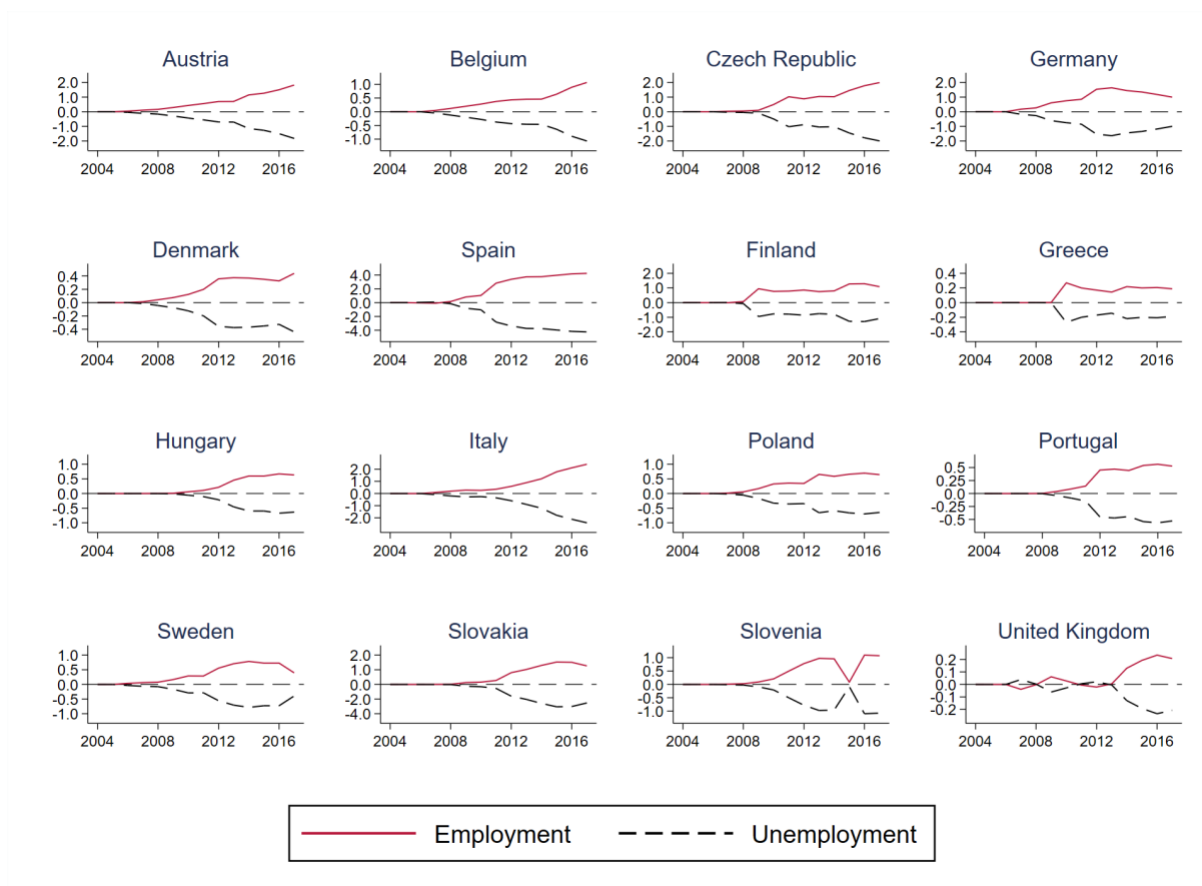 Austria
2.0
1.0
0.0
-1.0
-2.0
2004 2008 2012 2016
Belgium
1.0
0.5
0.0
-0.5
-1.0
2004 2008 2012 2016
Czech Republic
2.0
1.0
0.0
-1.0
-2.0
2004 2008 2012 2016
Germany
2.0
1.0
0.0
-1.0
-2.0
2004 2008 2012 2016
Denmark
0.4
0.2
0.0
-0.2
-0.4
2004 2008 2012 2016
Spain
4.0
2.0
0.0
-2.0
-4.0
2004 2008 2012 2016
Finland
2.0
1.0
0.0
-1.0
-2.0
2004 2008 2012 2016
Greece
0.4
0.2
0.0
-0.2
-0.4
2004 2008 2012 2016
Hungary
1.0
0.5
0.0
-0.5
-1.0
2004 2008 2012 2016
Italy
2.0
1.0
0.0
-1.0
-2.0
2004 2008 2012 2016
Poland
1.0
0.5
0.0
-0.5
-1.0
2004 2008 2012 2016
Portugal
0.5
0.25
0.0
-0.25
-0.5
2004 2008 2012 2016
Sweden
1.0
0.5
0.0
-0.5
-1.0
2004 2008 2012 2016
Slovakia
2.0
1.0
0.0
-2.0
-4.0
2004 2008 2012 2016
Slovenia
1.0
0.5
0.0
-0.5
-1.0
2004 2008 2012 2016
United Kingdom
0.2
0.1
0.0
-0.1
-0.2
2004 2008 2012 2016
Employment Unemployment